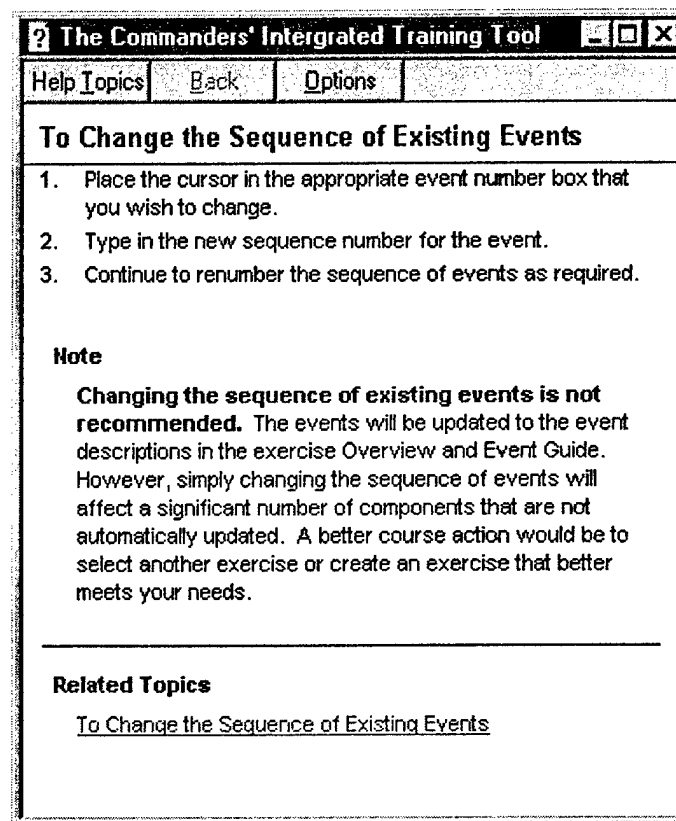 ? The Commanders' Intergrated Training Tool
Help Topics Back Options
To Change the Sequence of Existing Events
1. Place the cursor in the appropriate event number box that
you wish to change.
2. Type in the new sequence number for the event.
3. Continue to renumber the sequence of events as required.
Note
Changing the sequence of existing events is not
recommended. The events will be updated to the event
descriptions in the exercise Overview and Event Guide.
However, simply changing the sequence of events will
affect a significant number of components that are not
automatically updated. A better course action would be to
select another exercise or create an exercise that better
meets your needs.
Related Topics
To Change the Sequence of Existing Events